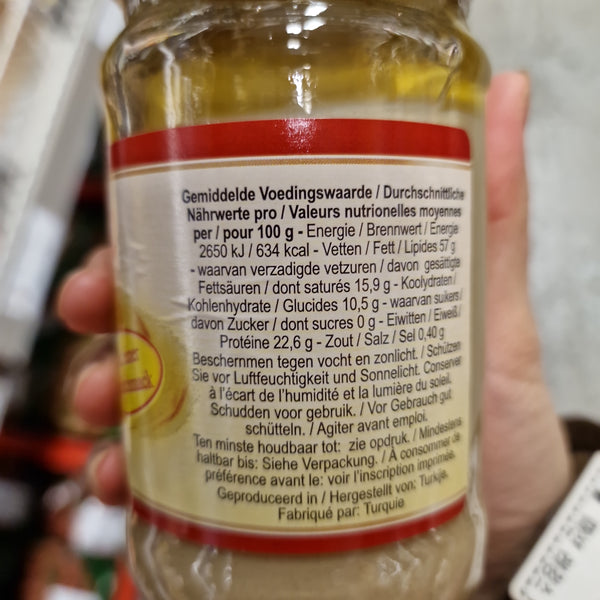 Gemiddelde Voedingswaarde / Durchschnittliche
Nährwerte pro / Valeurs nutrionelles moyennes
per / pour 100 g - Energie / Brennwert / Energie
2650 kJ / 634 kcal - Vetten / Fett / Lipides 57 g
- waarvan verzadigde vetzuren / davon gesättigte
Fettsäuren / dont saturés 15,9 g - Koolydraten /
Kohlenhydrate / Glucides 10,5 g - waarvan suikers /
davon Zucker / dont sucres 0 g - Eiwitten / Eiweiß /
Protéine 22,6 g - Zout / Salz / Sel 0,40 g
Beschernmen tegen vocht en zonlicht. / Schützen
Sie vor Luftfeuchtigkeit und Sonnelicht. Conserver
à l'écart de l'humidité et la lumière du soleil.
Schudden voor gebruik. / Vor Gebrauch gut
schütteln. / Agiter avant emploi.
Ten minste houdbaar tot: zie opdruk. / Mindestens
haltbar bis: Siehe Verpackung. / À consommer de
préférence avant le: voir l'inscription imprimée.
Geproduceerd in / Hergestellt von: Turkije.
Fabriqué par: Turquie